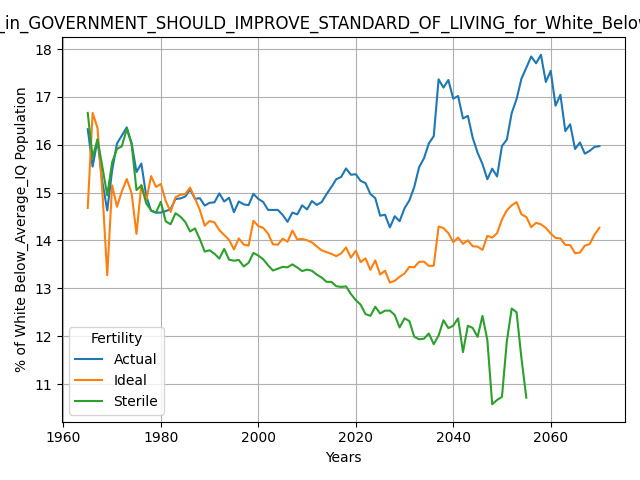 _in_GOVERNMENT_SHOULD_IMPROVE_STANDARD_OF_LIVING_for_White_Below
% of White Below_Average_IQ Population
18
17
16
15
14
13
12
11
Fertility
Actual
Ideal
Sterile
1960
1980
2000
2020
2040
2060
Years